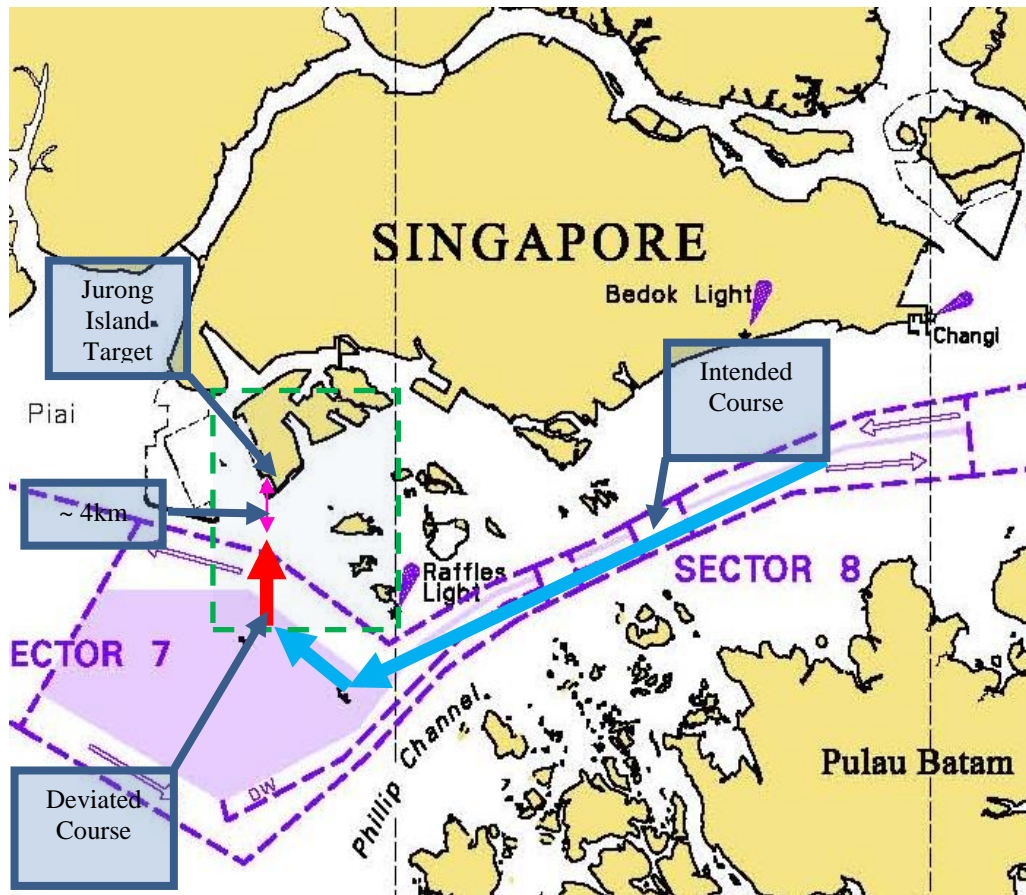 SINGAPORE
Jurong
Island
Target
Bedok Light
Changi
Intended
Course
Piai
~ 4km
Raffles
Light
SECTOR 8
ECTOR 7
Phillip Channel
DW
Pulau Batam
Deviated
Course